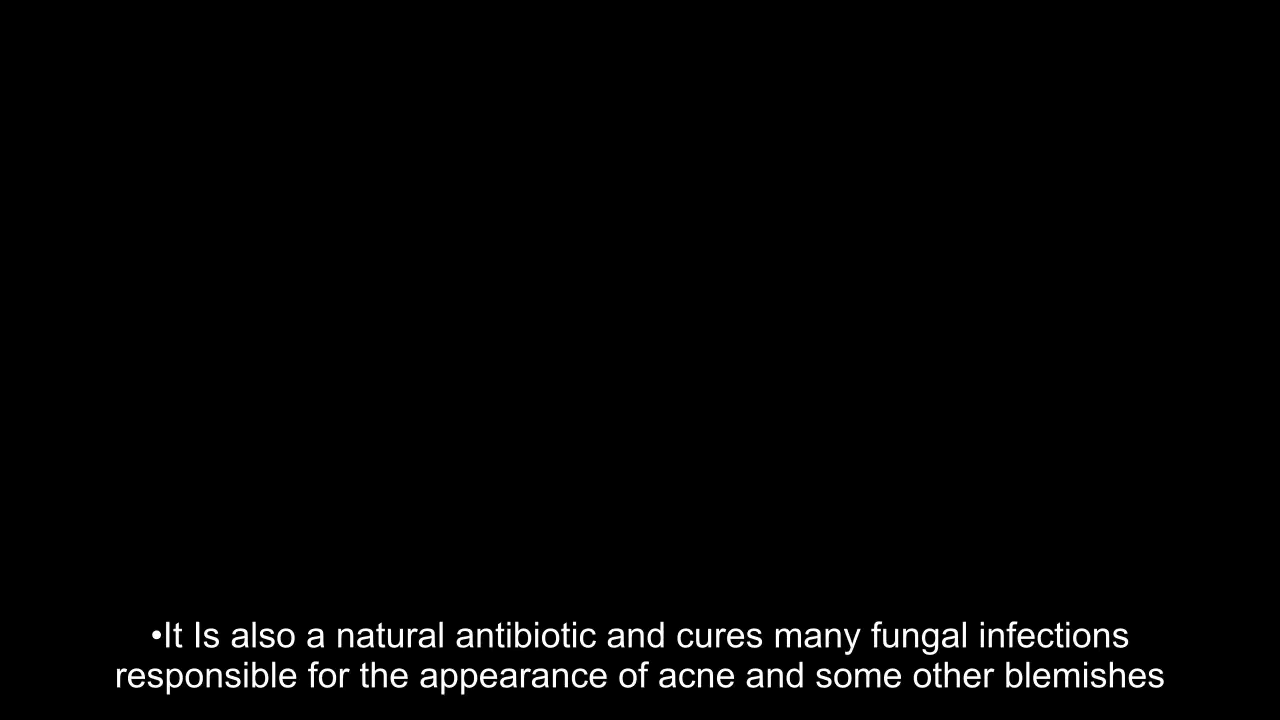 •It Is also a natural antibiotic and cures many fungal infections
responsible for the appearance of acne and some other blemishes